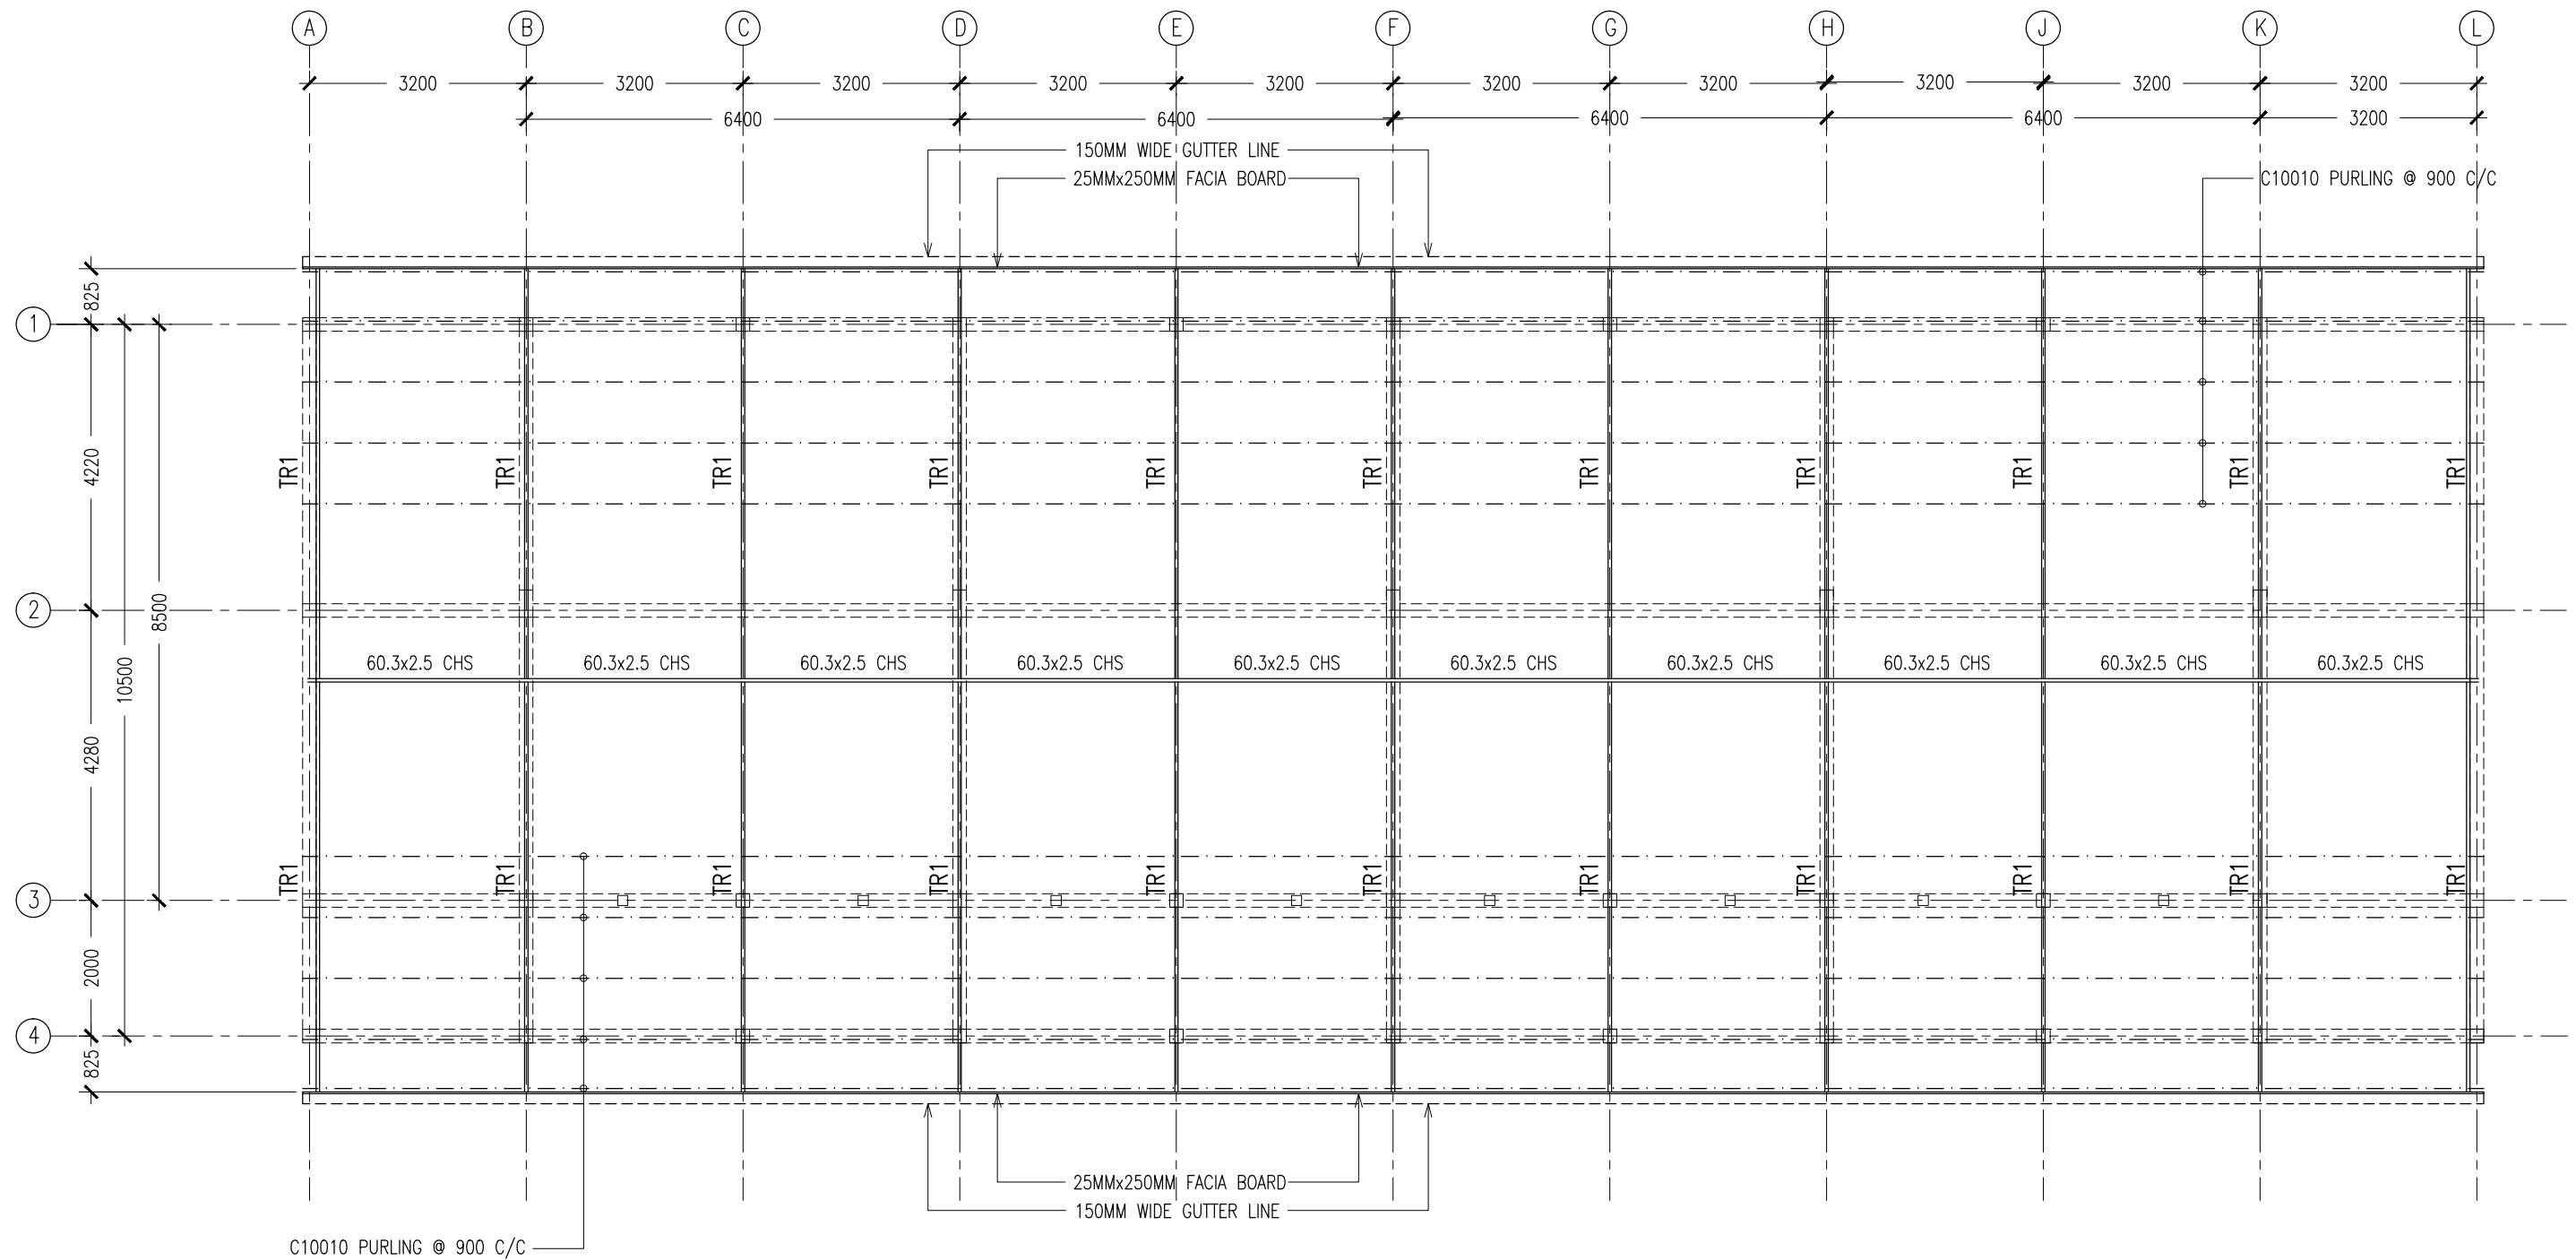 A B C D E F G H J K L
3200 3200 3200 3200 3200 3200 3200 3200 3200 3200
6400 6400 6400 6400 3200
150MM WIDE GUTTER LINE
25MMx250MM FACIA BOARD
C10010 PURLING @ 900 C/C
825
1
4220
TR1 TR1 TR1 TR1 TR1 TR1 TR1 TR1 TR1 TR1 TR1
8500
2
10500
60.3x2.5 CHS 60.3x2.5 CHS 60.3x2.5 CHS 60.3x2.5 CHS 60.3x2.5 CHS 60.3x2.5 CHS 60.3x2.5 CHS 60.3x2.5 CHS 60.3x2.5 CHS 60.3x2.5 CHS
4280
TR1 TR1 TR1 TR1 TR1 TR1 TR1 TR1 TR1 TR1 TR1
3
2000
4
825
25MMx250MM FACIA BOARD
150MM WIDE GUTTER LINE
C10010 PURLING @ 900 C/C